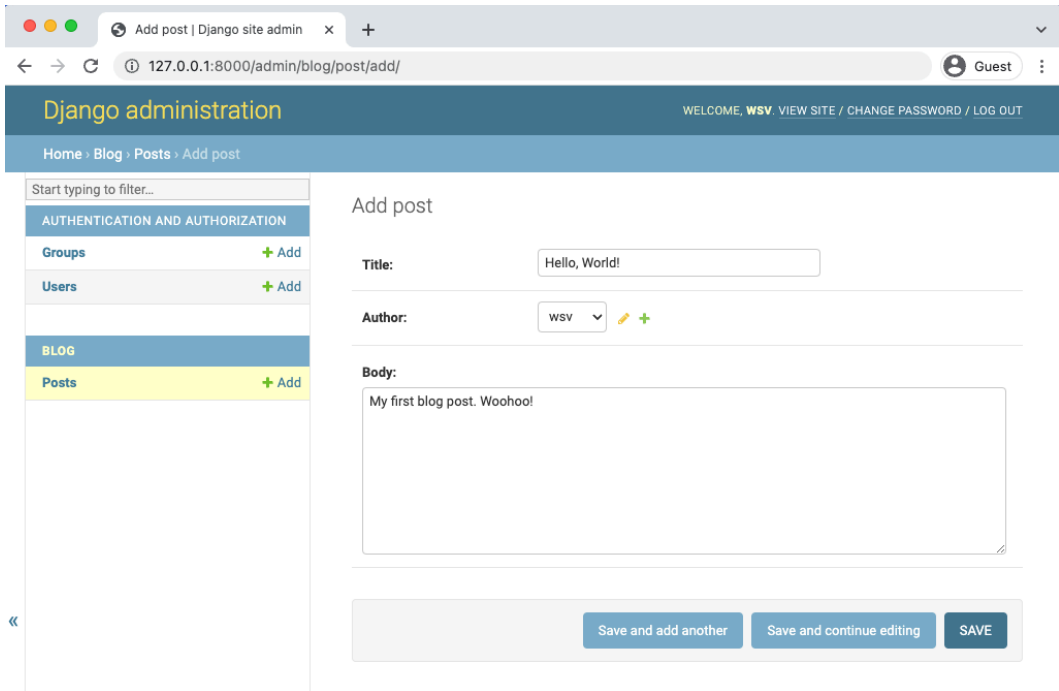 Add post | Django site admin
127.0.0.1:8000/admin/blog/post/add/
Guest
Django administration
WELCOME, WSV. VIEW SITE / CHANGE PASSWORD / LOG OUT
Home › Blog › Posts › Add post
Start typing to filter...
AUTHENTICATION AND AUTHORIZATION
Groups + Add
Users + Add
BLOG
Posts + Add
Add post
Title: Hello, World!
Author: wsv
Body:
My first blog post. Woohoo!
«
Save and add another Save and continue editing SAVE